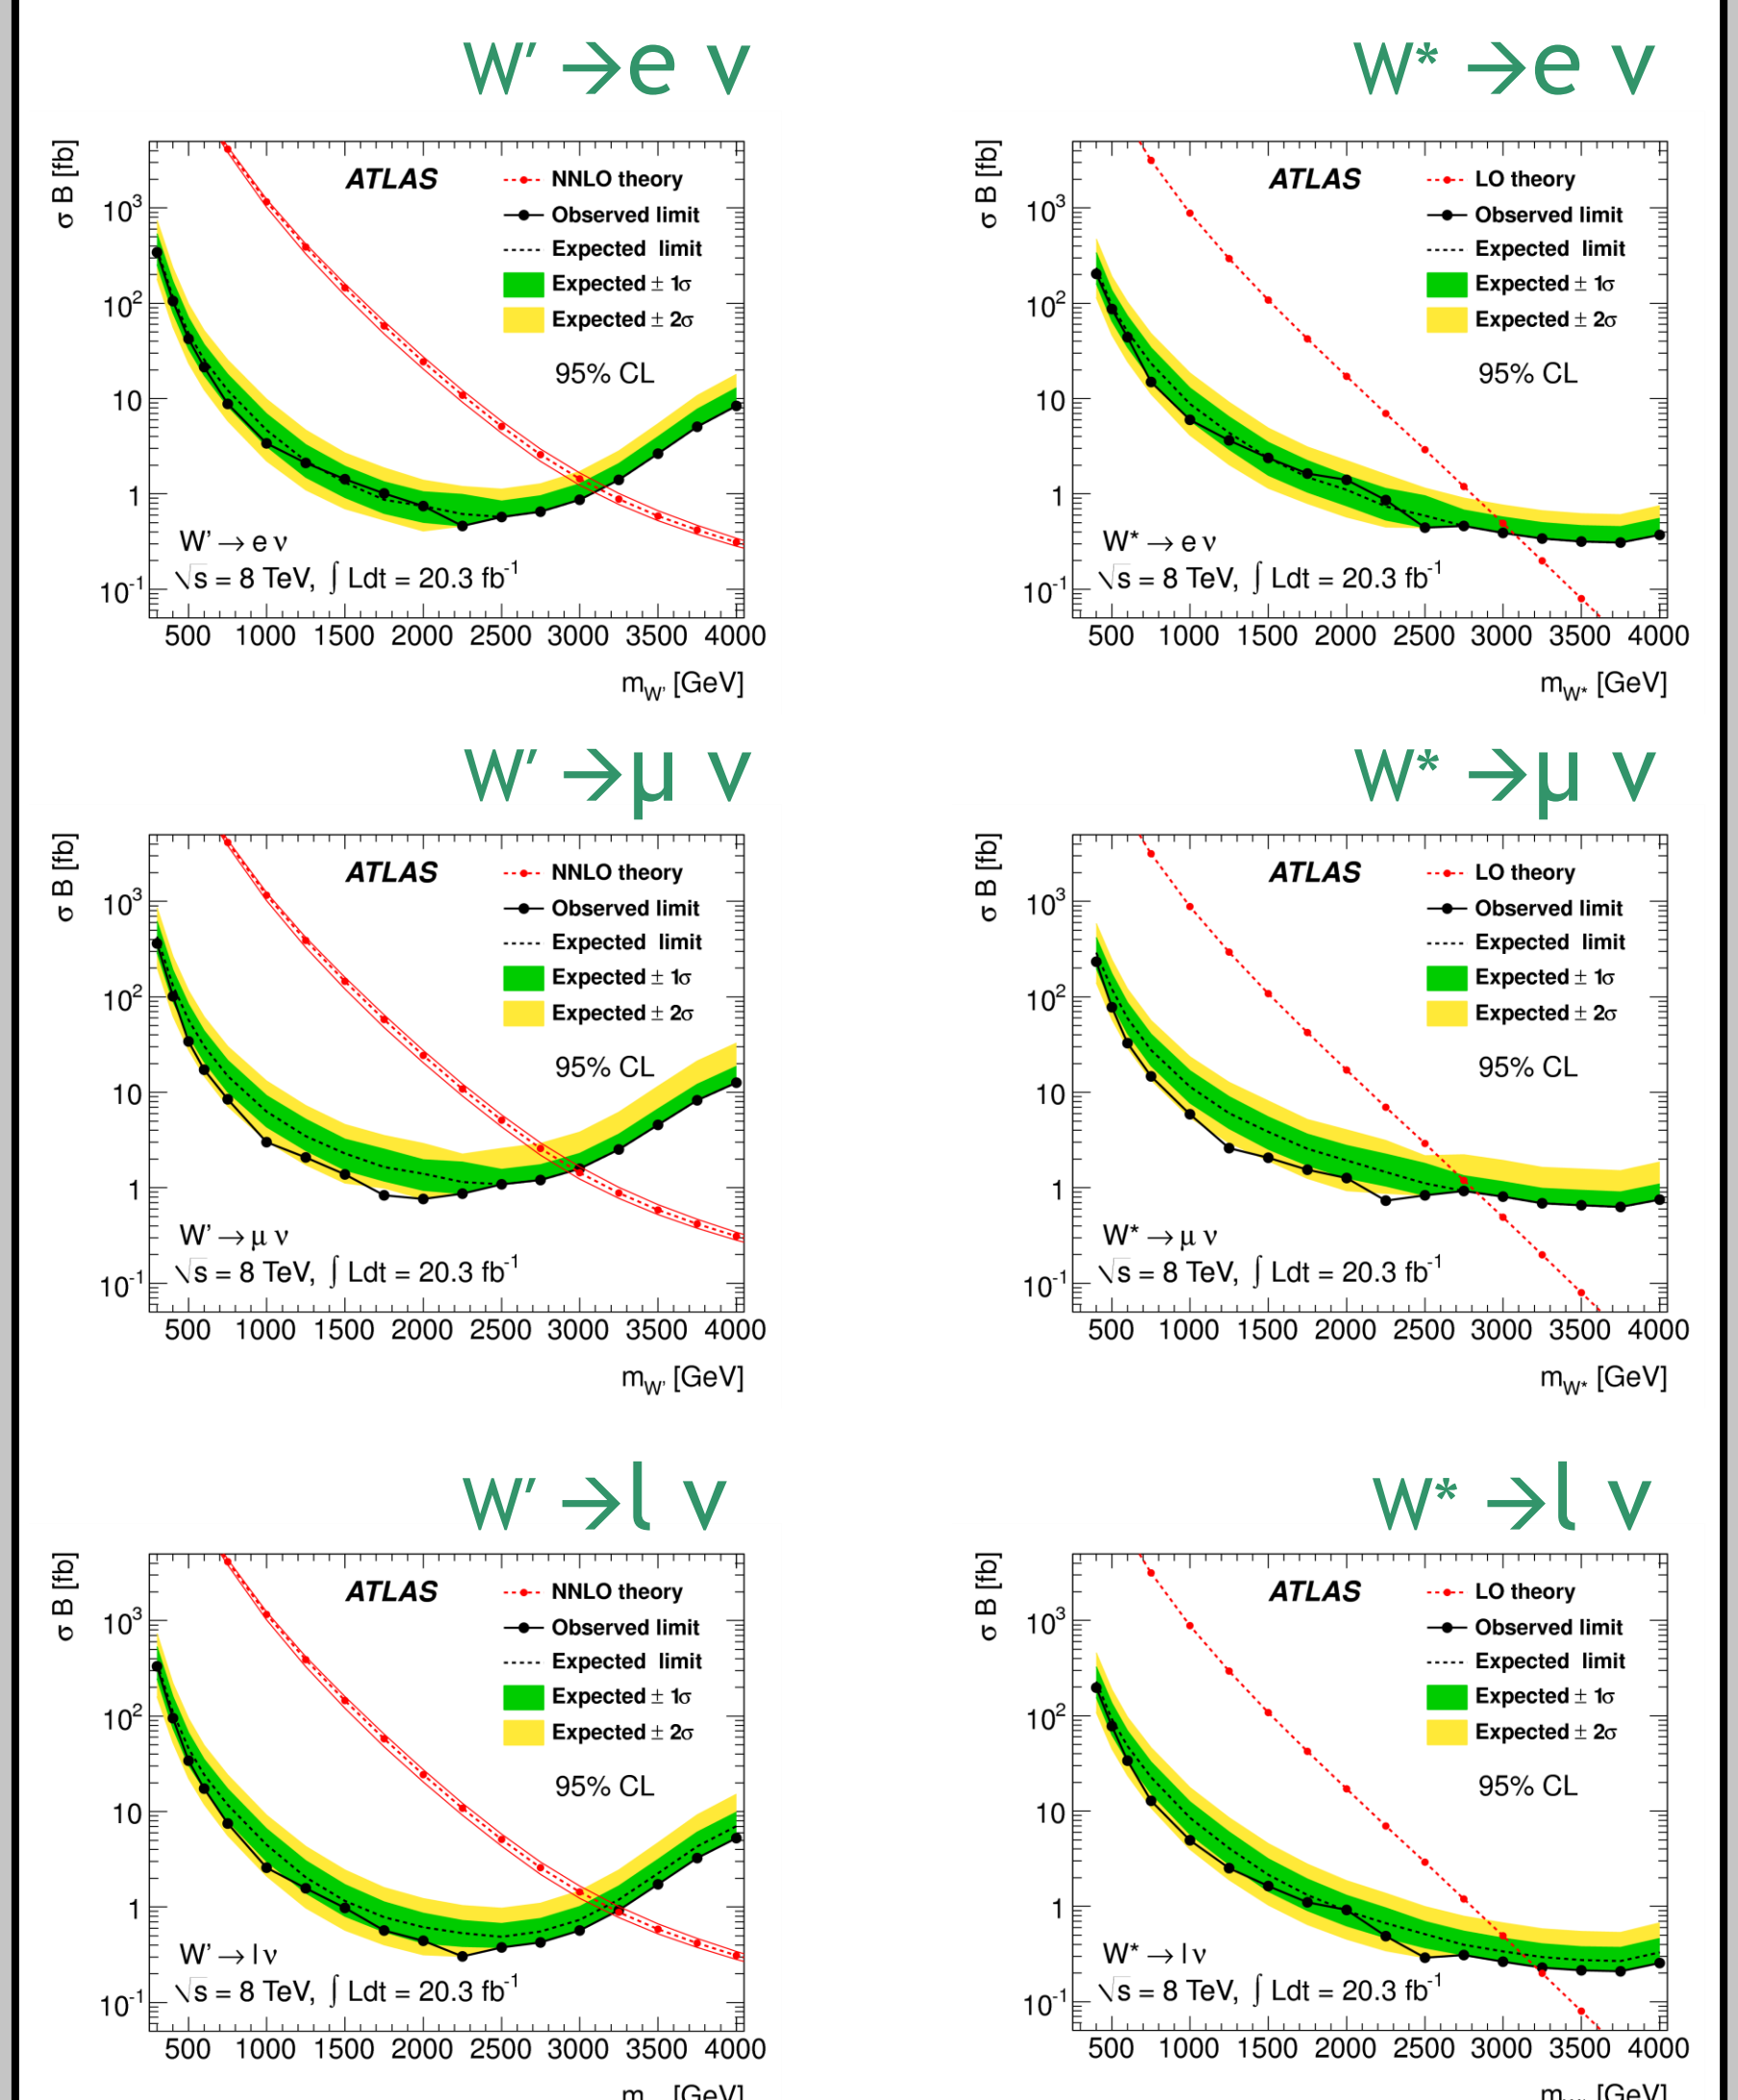 W′ →e ν
W* →e ν
σ B [fb]
ATLAS
NNLO theory
Observed limit
Expected limit
Expected ± 1σ
Expected ± 2σ
95% CL
W' → e ν
√s = 8 TeV, ∫ Ldt = 20.3 fb⁻¹
10³
10²
10
1
10⁻¹
500 1000 1500 2000 2500 3000 3500 4000
m_W' [GeV]
σ B [fb]
ATLAS
LO theory
Observed limit
Expected limit
Expected ± 1σ
Expected ± 2σ
95% CL
W* → e ν
√s = 8 TeV, ∫ Ldt = 20.3 fb⁻¹
10³
10²
10
1
10⁻¹
500 1000 1500 2000 2500 3000 3500 4000
m_W* [GeV]
W′ →μ ν
W* →μ ν
σ B [fb]
ATLAS
NNLO theory
Observed limit
Expected limit
Expected ± 1σ
Expected ± 2σ
95% CL
W' → μ ν
√s = 8 TeV, ∫ Ldt = 20.3 fb⁻¹
10³
10²
10
1
10⁻¹
500 1000 1500 2000 2500 3000 3500 4000
m_W' [GeV]
σ B [fb]
ATLAS
LO theory
Observed limit
Expected limit
Expected ± 1σ
Expected ± 2σ
95% CL
W* → μ ν
√s = 8 TeV, ∫ Ldt = 20.3 fb⁻¹
10³
10²
10
1
10⁻¹
500 1000 1500 2000 2500 3000 3500 4000
m_W* [GeV]
W′ →l ν
W* →l ν
σ B [fb]
ATLAS
NNLO theory
Observed limit
Expected limit
Expected ± 1σ
Expected ± 2σ
95% CL
W' → l ν
√s = 8 TeV, ∫ Ldt = 20.3 fb⁻¹
10³
10²
10
1
10⁻¹
500 1000 1500 2000 2500 3000 3500 4000
m [GeV]
σ B [fb]
ATLAS
LO theory
Observed limit
Expected limit
Expected ± 1σ
Expected ± 2σ
95% CL
W* → l ν
√s = 8 TeV, ∫ Ldt = 20.3 fb⁻¹
10³
10²
10
1
10⁻¹
500 1000 1500 2000 2500 3000 3500 4000
m [GeV]